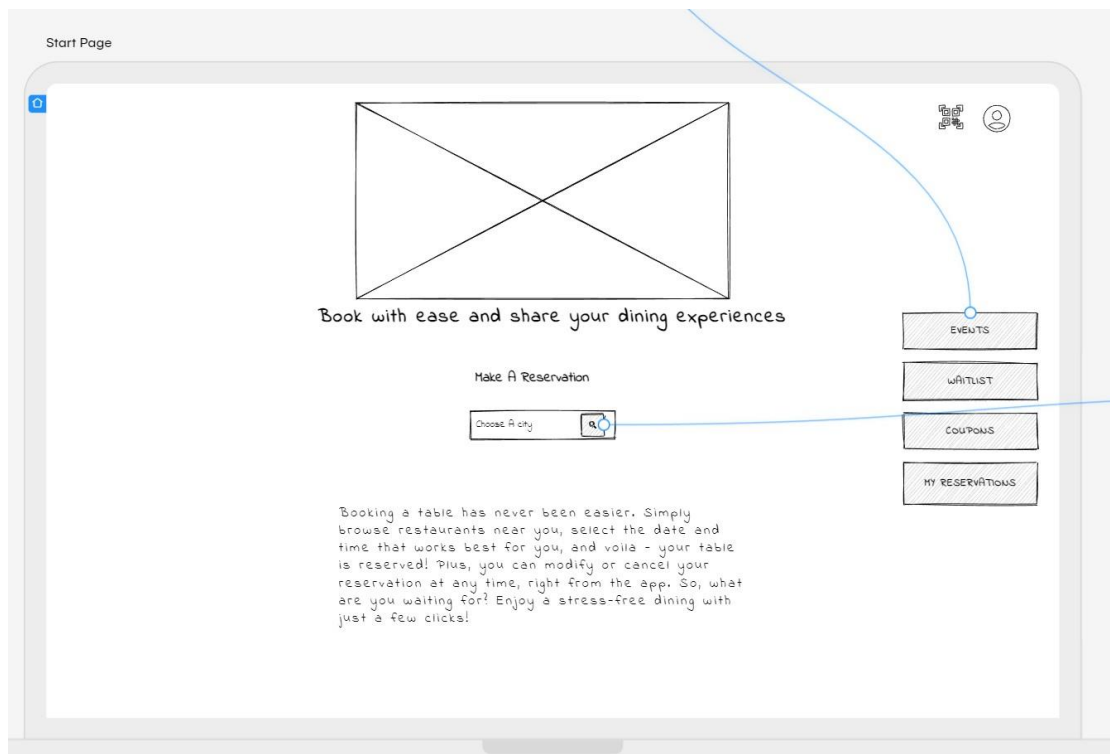 Start Page
Book with ease and share your dining experiences
Make A Reservation
Choose A city
EVENTS
WAITLIST
COUPONS
MY RESERVATIONS
Booking a table has never been easier. Simply
browse restaurants near you, select the date and
time that works best for you, and voila - your table
is reserved! Plus, you can modify or cancel your
reservation at any time, right from the app. So, what
are you waiting for? Enjoy a stress-free dining with
just a few clicks!